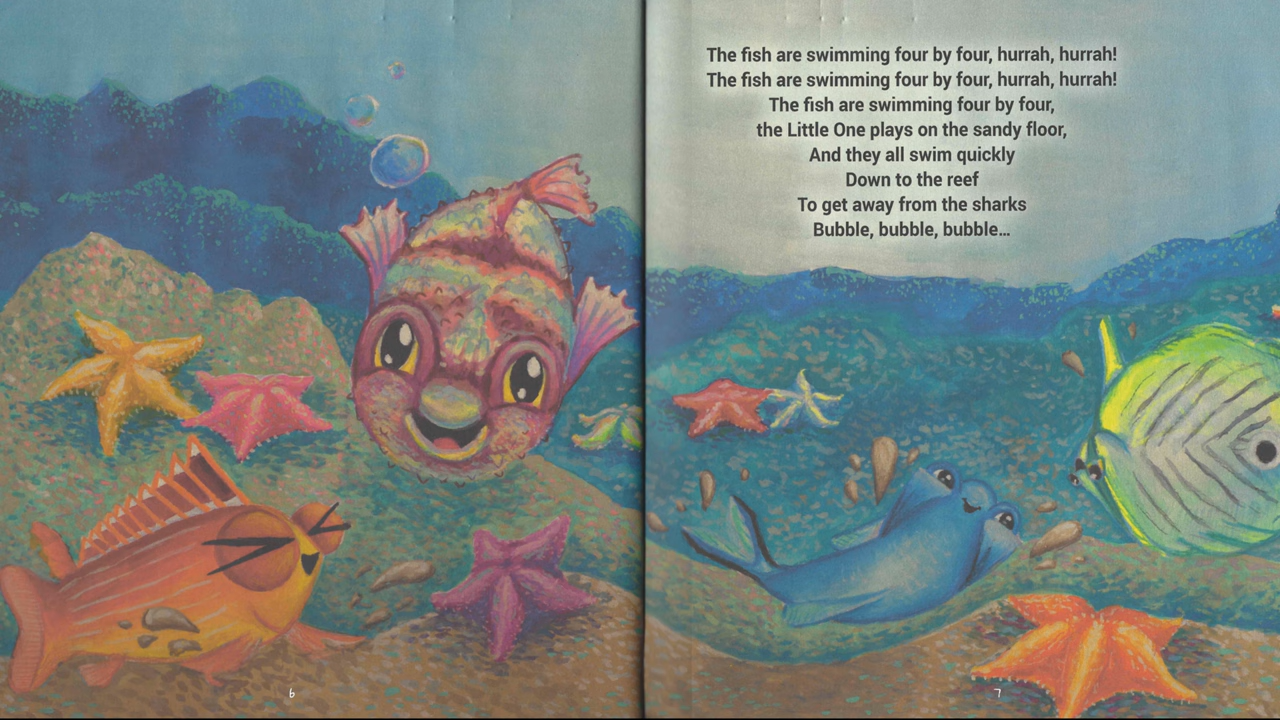 The fish are swimming four by four, hurrah, hurrah!
The fish are swimming four by four, hurrah, hurrah!
The fish are swimming four by four,
the Little One plays on the sandy floor,
And they all swim quickly
Down to the reef
To get away from the sharks
Bubble, bubble, bubble...
6
7